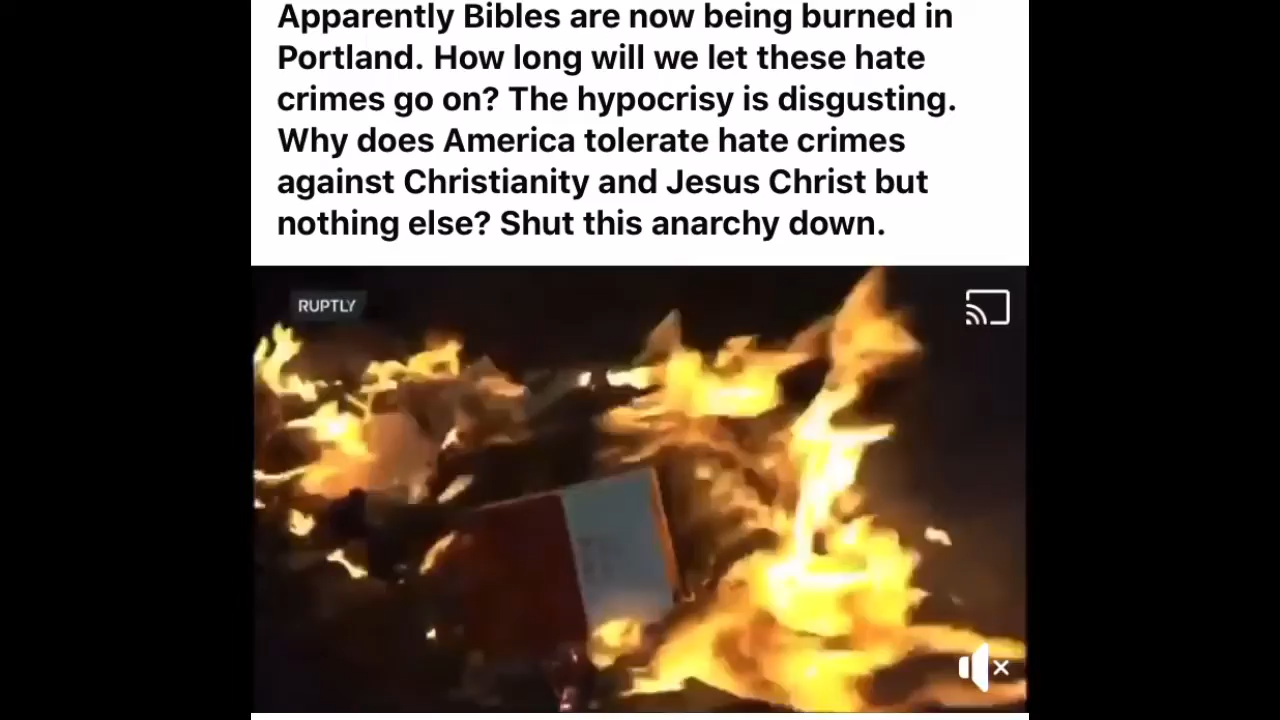 Apparently Bibles are now being burned in
Portland. How long will we let these hate
crimes go on? The hypocrisy is disgusting.
Why does America tolerate hate crimes
against Christianity and Jesus Christ but
nothing else? Shut this anarchy down.
RUPTLY